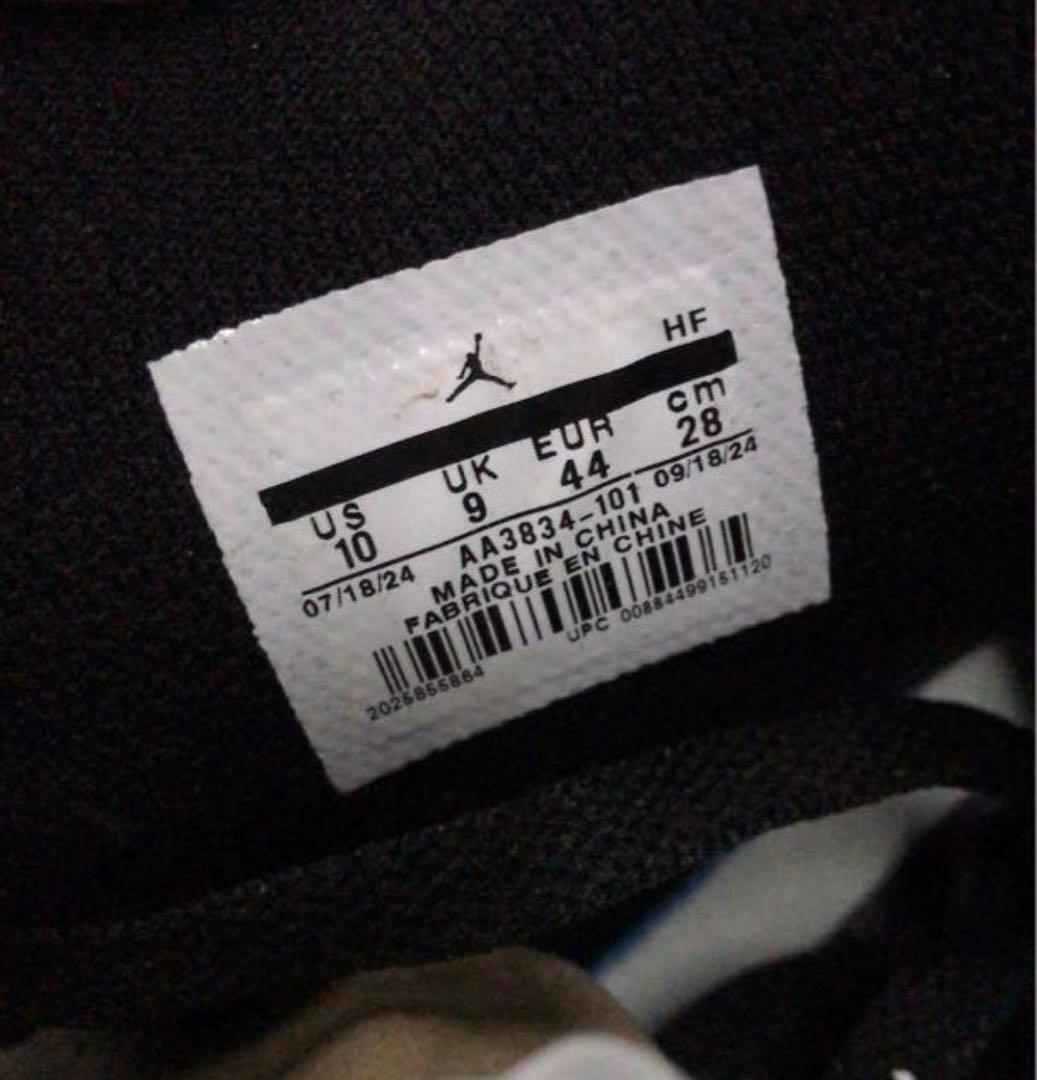 HF
US UK EUR cm
10 9 44 28
07/18/24 AA3834-101 09/18/24
MADE IN CHINA
FABRIQUE EN CHINE
2025855864 UPC 00884499151120